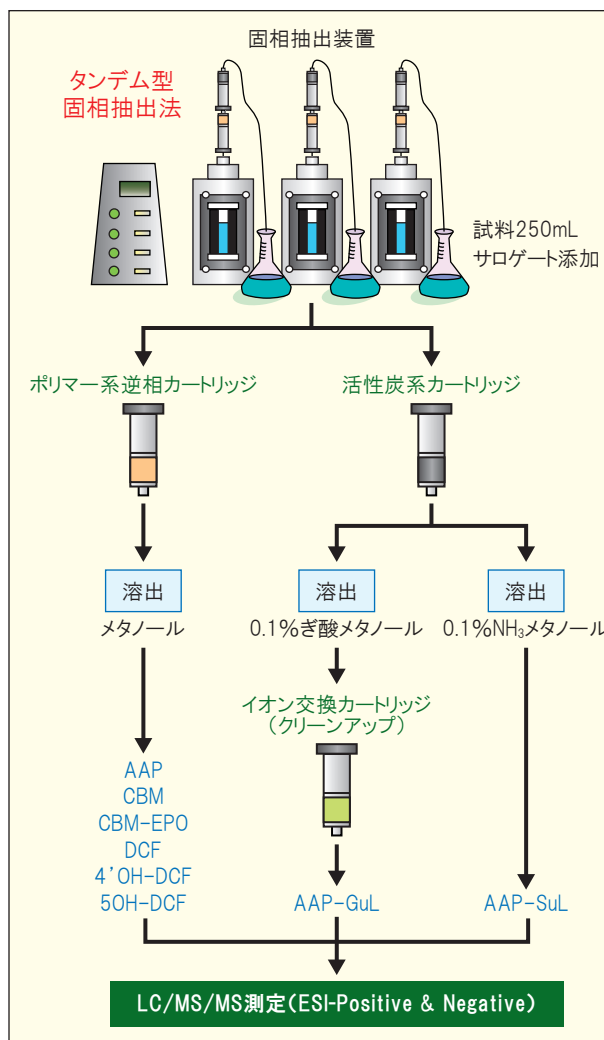 固相抽出装置
タンデム型
固相抽出法
試料250mL
サロゲート添加
ポリマー系逆相カートリッジ
活性炭系カートリッジ
溶出
溶出
溶出
メタノール
0.1%ぎ酸メタノール
0.1%NH₃メタノール
イオン交換カートリッジ
(クリーンアップ)
AAP
CBM
CBM-EPO
DCF
4'OH-DCF
5OH-DCF
AAP-GuL
AAP-SuL
LC/MS/MS測定(ESI-Positive & Negative)